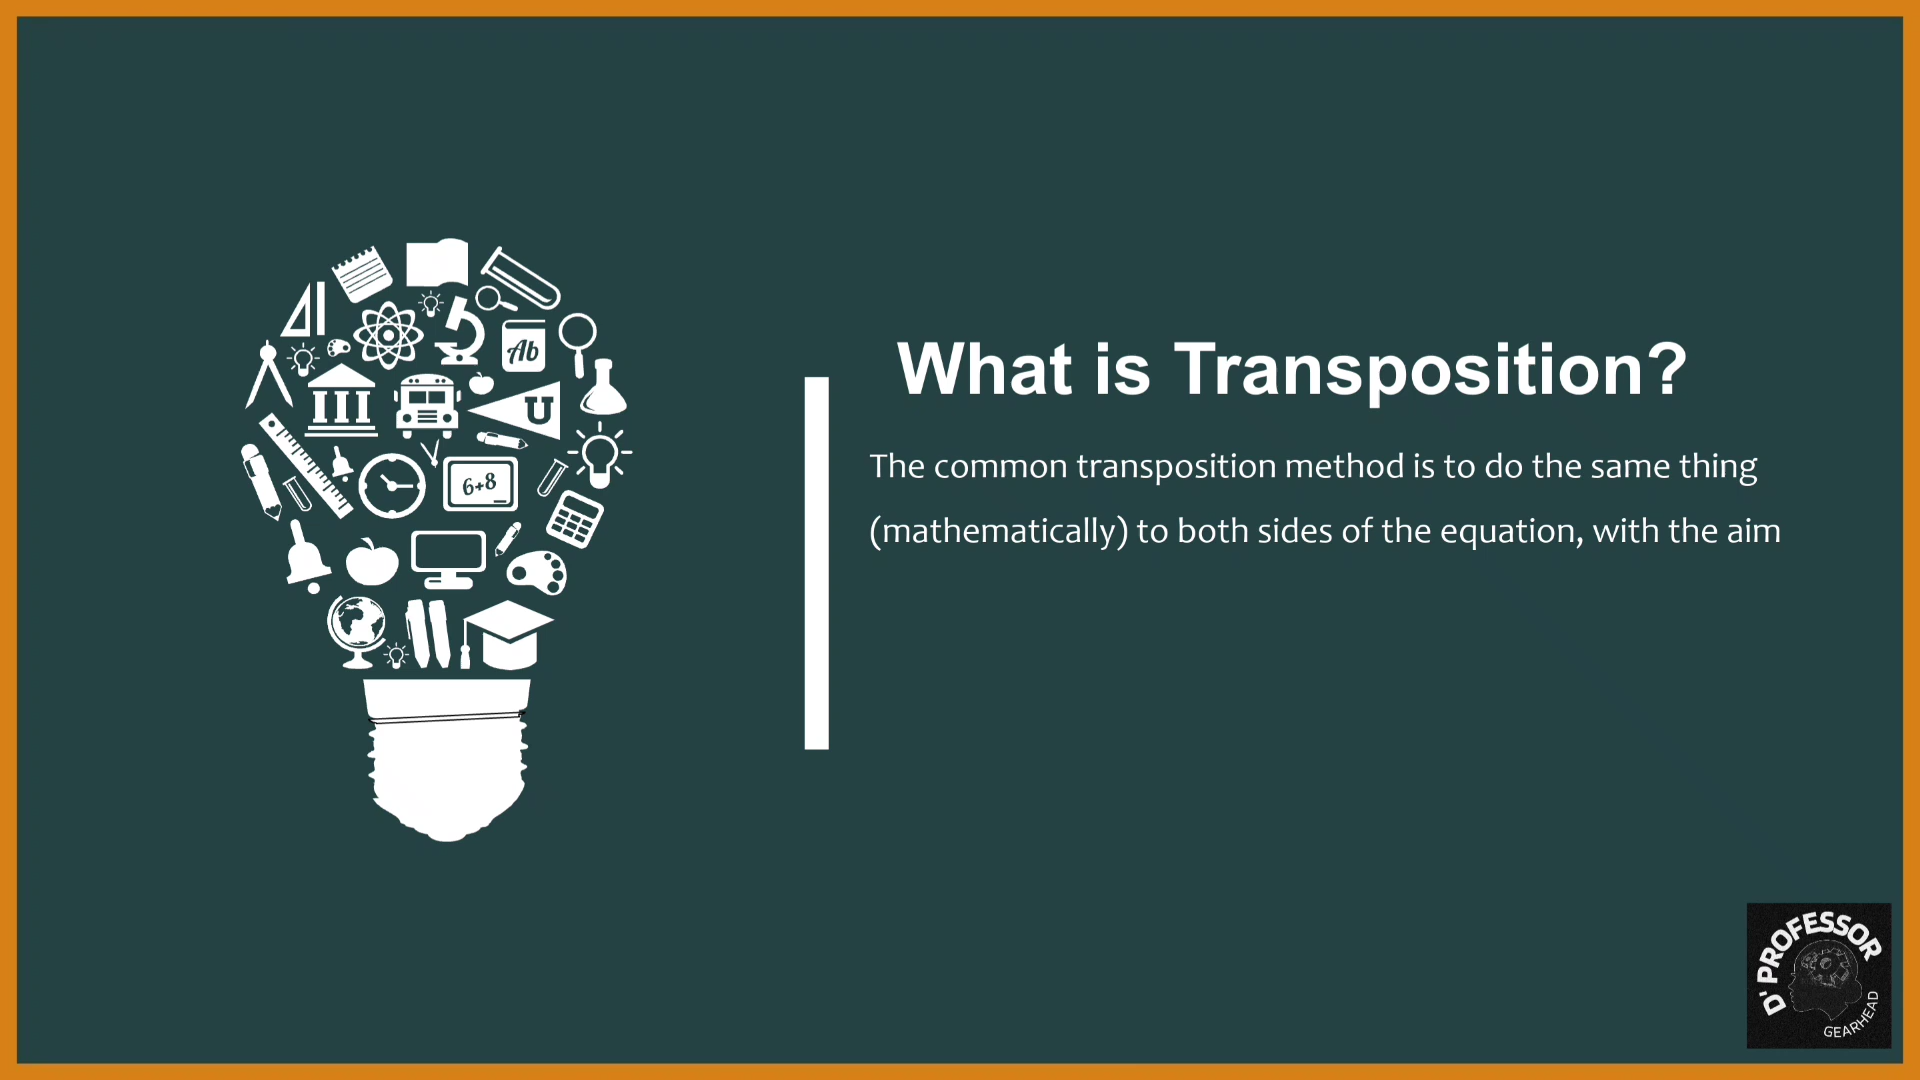 What is Transposition?
The common transposition method is to do the same thing
(mathematically) to both sides of the equation, with the aim
Ab
U
6+8
D' PROFESSOR
GEARHEAD